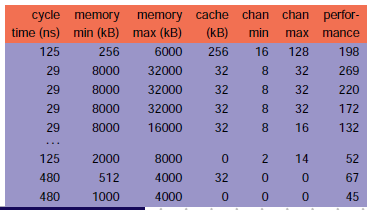 cycle memory memory cache chan chan perfor-
time (ns) min (kB) max (kB) (kB) min max mance
125 256 6000 256 16 128 198
29 8000 32000 32 8 32 269
29 8000 32000 32 8 32 220
29 8000 32000 32 8 32 172
29 8000 16000 32 8 16 132
...
125 2000 8000 0 2 14 52
480 512 4000 32 0 0 67
480 1000 4000 0 0 0 45